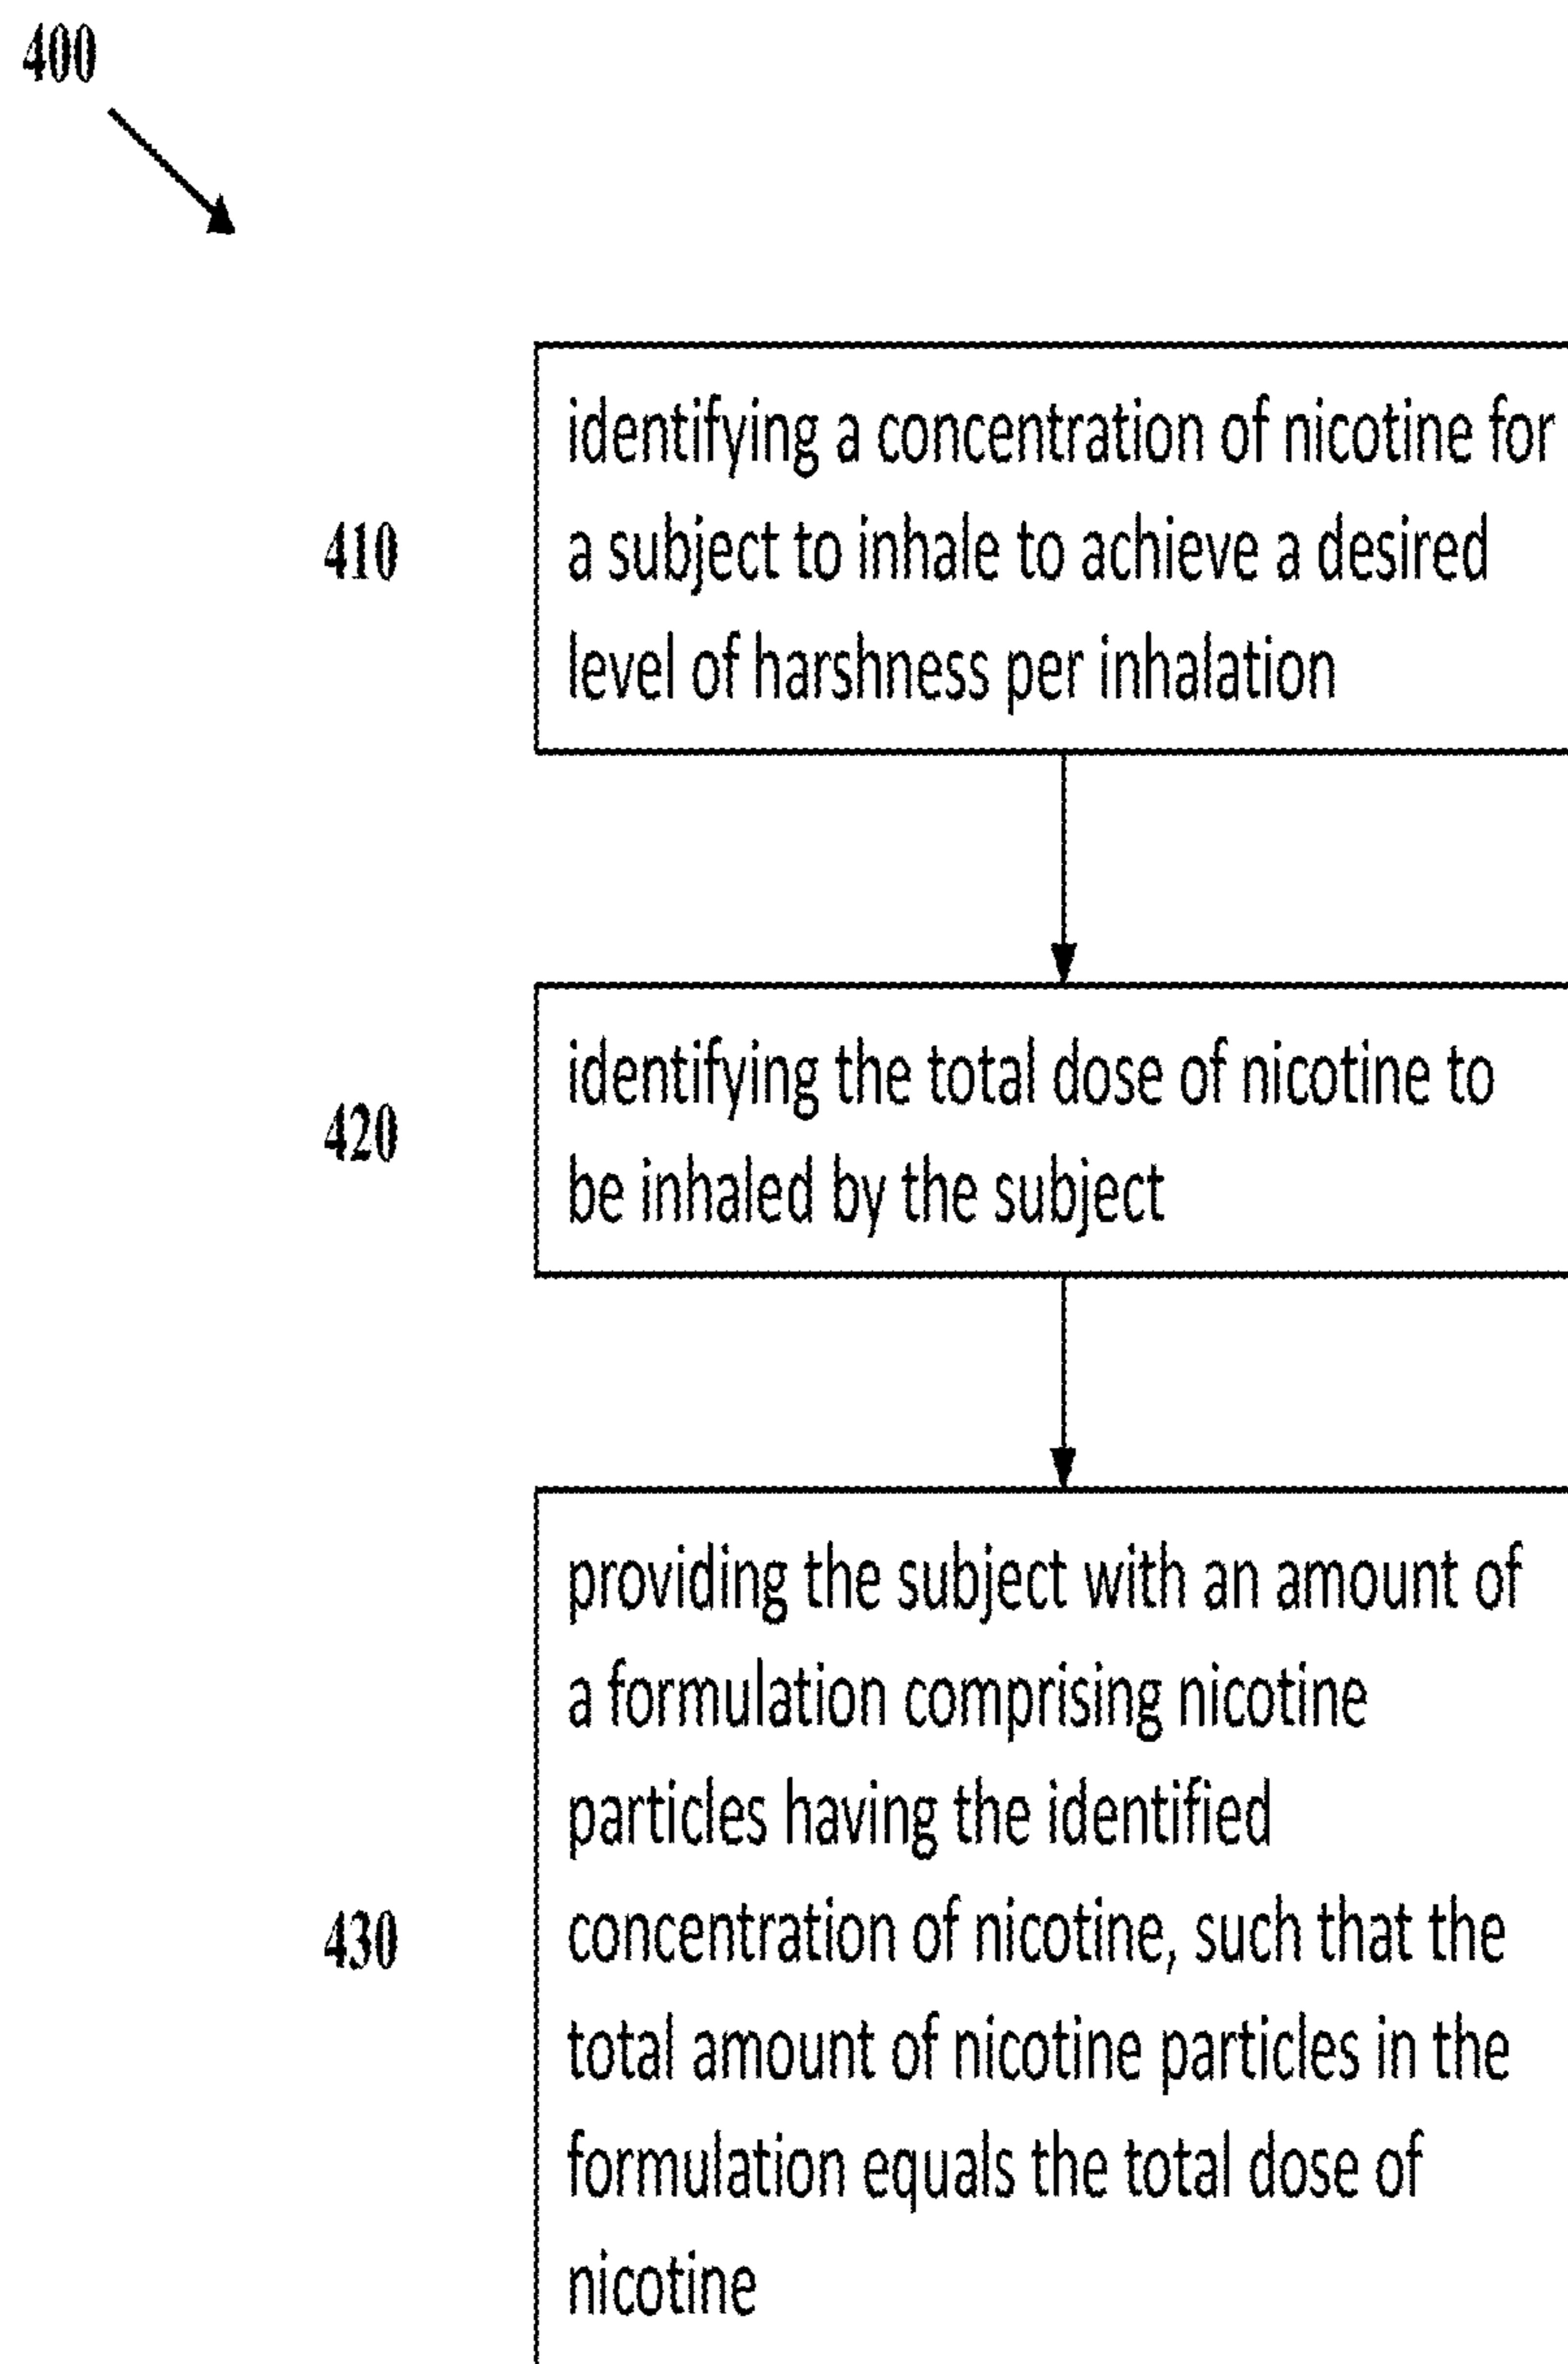 400
identifying a concentration of nicotine for
410
a subject to inhale to achieve a desired
level of harshness per inhalation
identifying the total dose of nicotine to
420
be inhaled by the subject
providing the subject with an amount of
a formulation comprising nicotine
particles having the identified
430
concentration of nicotine, such that the
total amount of nicotine particles in the
formulation equals the total dose of
nicotine